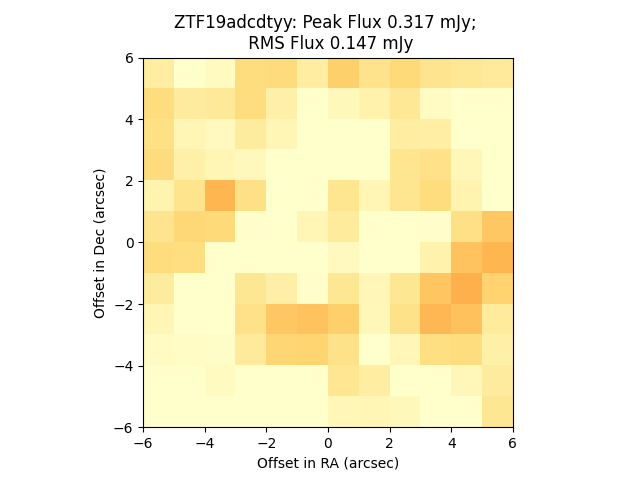 ZTF19adcdtyy: Peak Flux 0.317 mJy;
RMS Flux 0.147 mJy
6
4
2
0
−2
−4
−6
Offset in Dec (arcsec)
−6 −4 −2 0 2 4 6
Offset in RA (arcsec)